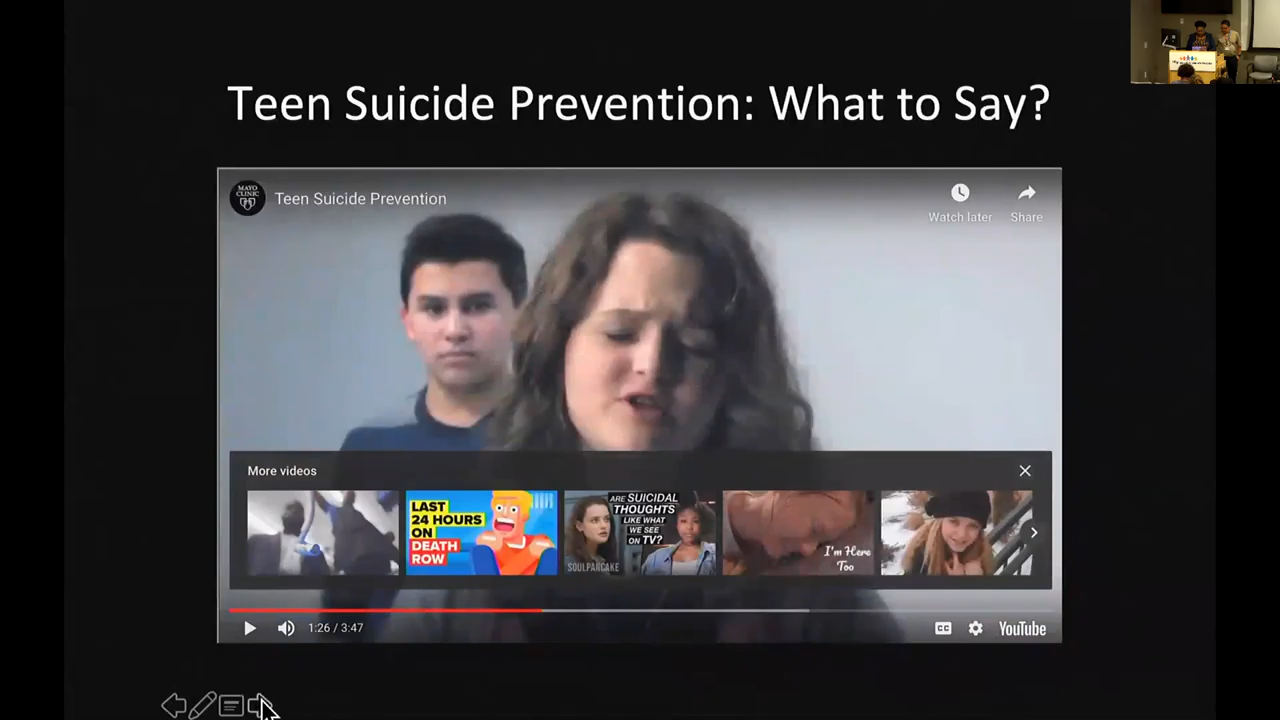 Teen Suicide Prevention: What to Say?
MAYO
CLINIC
Teen Suicide Prevention
Watch later
Share
More videos
LAST
24 HOURS
ON
DEATH
ROW
ARE SUICIDAL
THOUGHTS
LIKE WHAT
WE SEE
ON TV?
SOULPANCAKE
I'm Here
Too
1:26 / 3:47
CC
YouTube